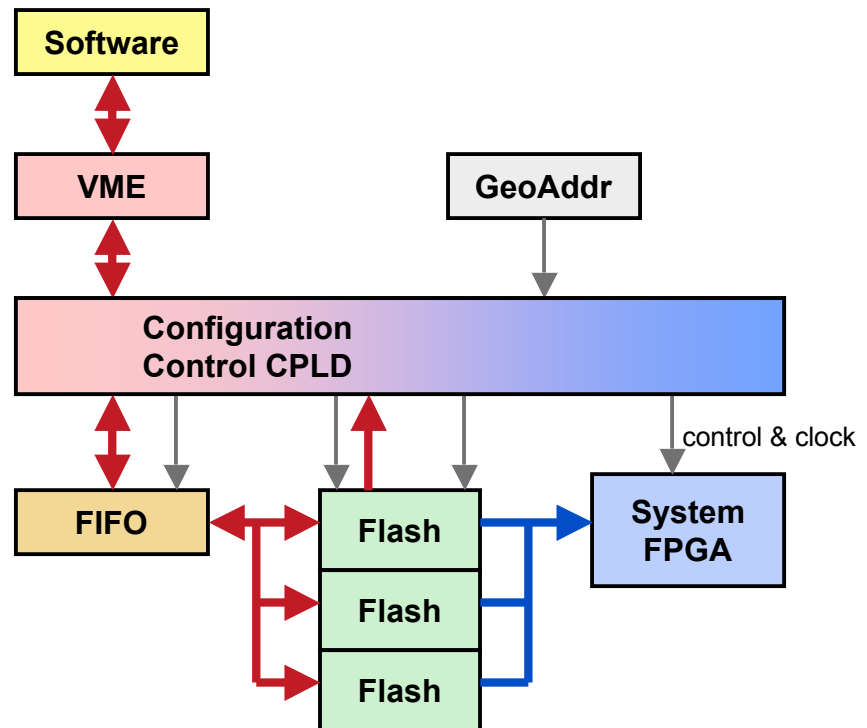 Software
VME
GeoAddr
Configuration
Control CPLD
control & clock
FIFO
Flash
System
FPGA
Flash
Flash